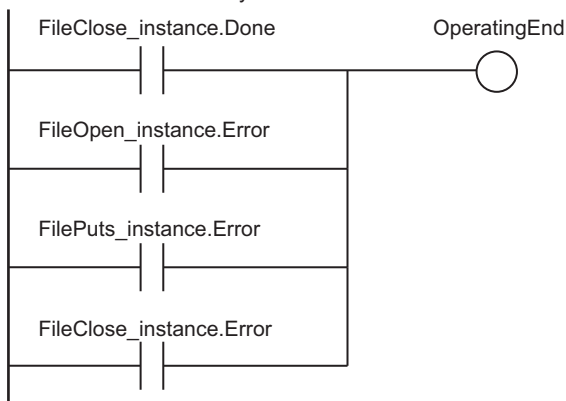 FileClose_instance.Done OperatingEnd
FileOpen_instance.Error
FilePuts_instance.Error
FileClose_instance.Error